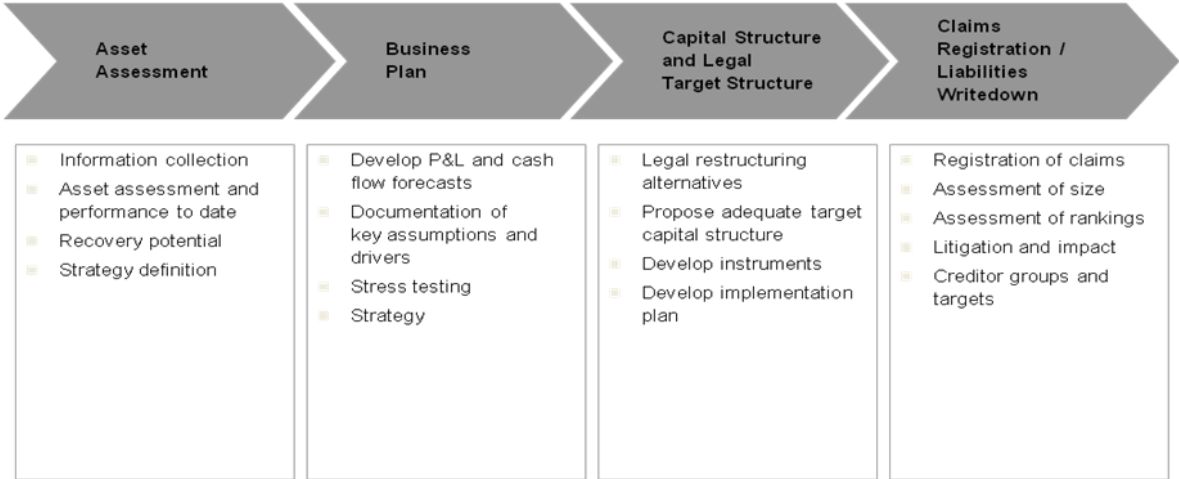 Asset
Assessment
Business
Plan
Capital Structure
and Legal
Target Structure
Claims
Registration /
Liabilities
Writedown
Information collection
Asset assessment and
performance to date
Recovery potential
Strategy definition
Develop P&L and cash
flow forecasts
Documentation of
key assumptions and
drivers
Stress testing
Strategy
Legal restructuring
alternatives
Propose adequate target
capital structure
Develop instruments
Develop implementation
plan
Registration of claims
Assessment of size
Assessment of rankings
Litigation and impact
Creditor groups and
targets